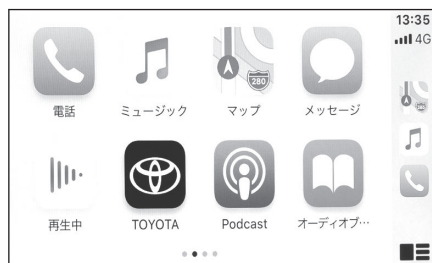 13:35
4G
280
電話
ミュージック
マップ
メッセージ
再生中
TOYOTA
Podcast
オーディオブ…